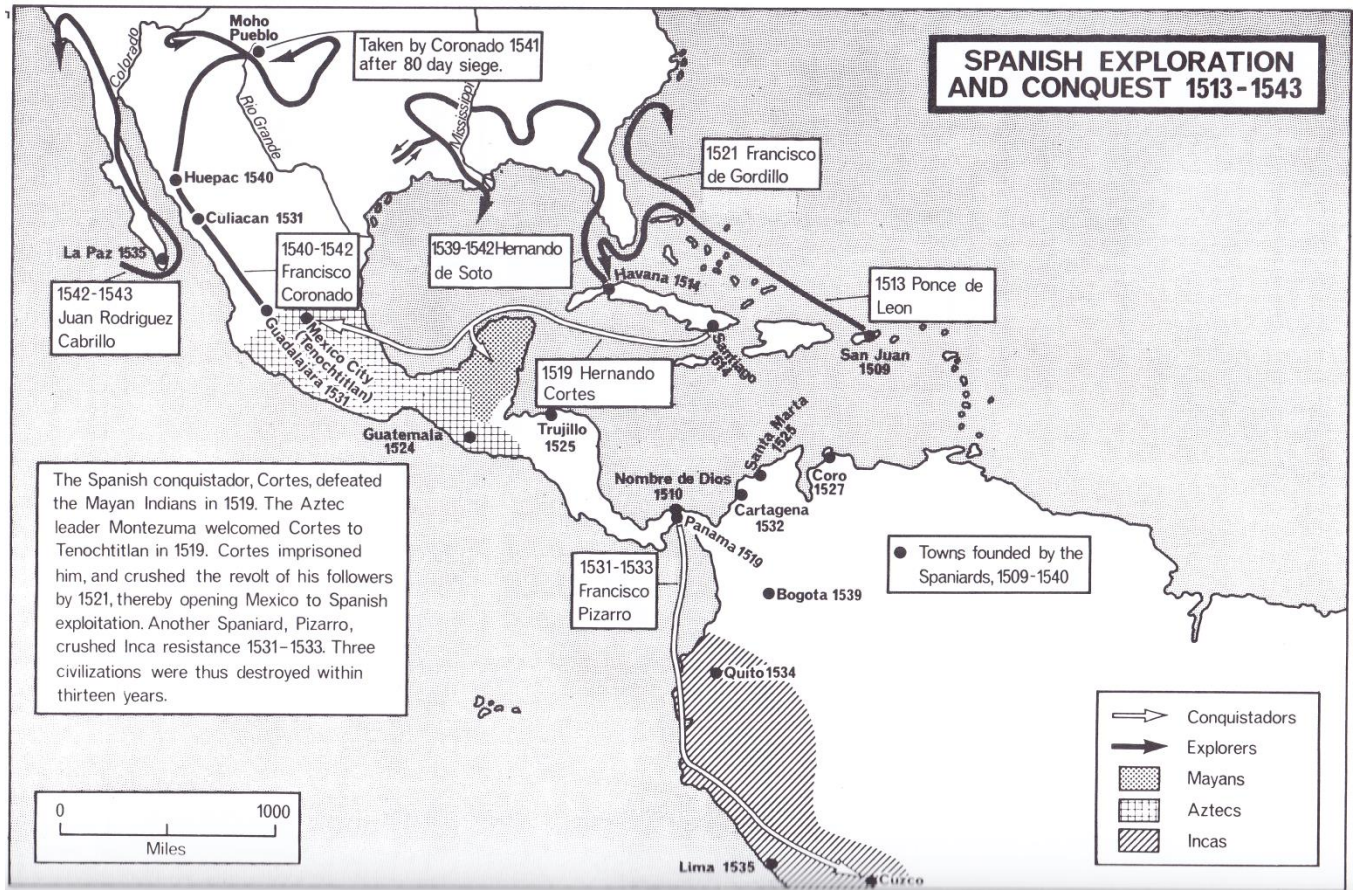 SPANISH EXPLORATION
AND CONQUEST 1513-1543
Moho
Pueblo
Taken by Coronado 1541
after 80 day siege.
Colorado
Rio Grande
Mississippi
1521 Francisco
de Gordillo
Huepac 1540
Culiacan 1531
La Paz 1535
1540-1542
Francisco
Coronado
1539-1542 Hernando
de Soto
Havana 1514
1513 Ponce de
Leon
1542-1543
Juan Rodriguez
Cabrillo
Mexico City
(Tenochtitlan)
Guadalajara 1531
Santiago
1514
San Juan
1509
1519 Hernando
Cortes
Guatemala
1524
Trujillo
1525
Santa Marta
1525
Coro
1527
Nombre de Dios
1510
Cartagena
1532
Panama 1519
The Spanish conquistador, Cortes, defeated
the Mayan Indians in 1519. The Aztec
leader Montezuma welcomed Cortes to
Tenochtitlan in 1519. Cortes imprisoned
him, and crushed the revolt of his followers
by 1521, thereby opening Mexico to Spanish
exploitation. Another Spaniard, Pizarro,
crushed Inca resistance 1531-1533. Three
civilizations were thus destroyed within
thirteen years.
1531-1533
Francisco
Pizarro
Towns founded by the
Spaniards, 1509-1540
Bogota 1539
Quito 1534
Conquistadors
Explorers
Mayans
Aztecs
Incas
0 1000
Miles
Lima 1535
Cuzco